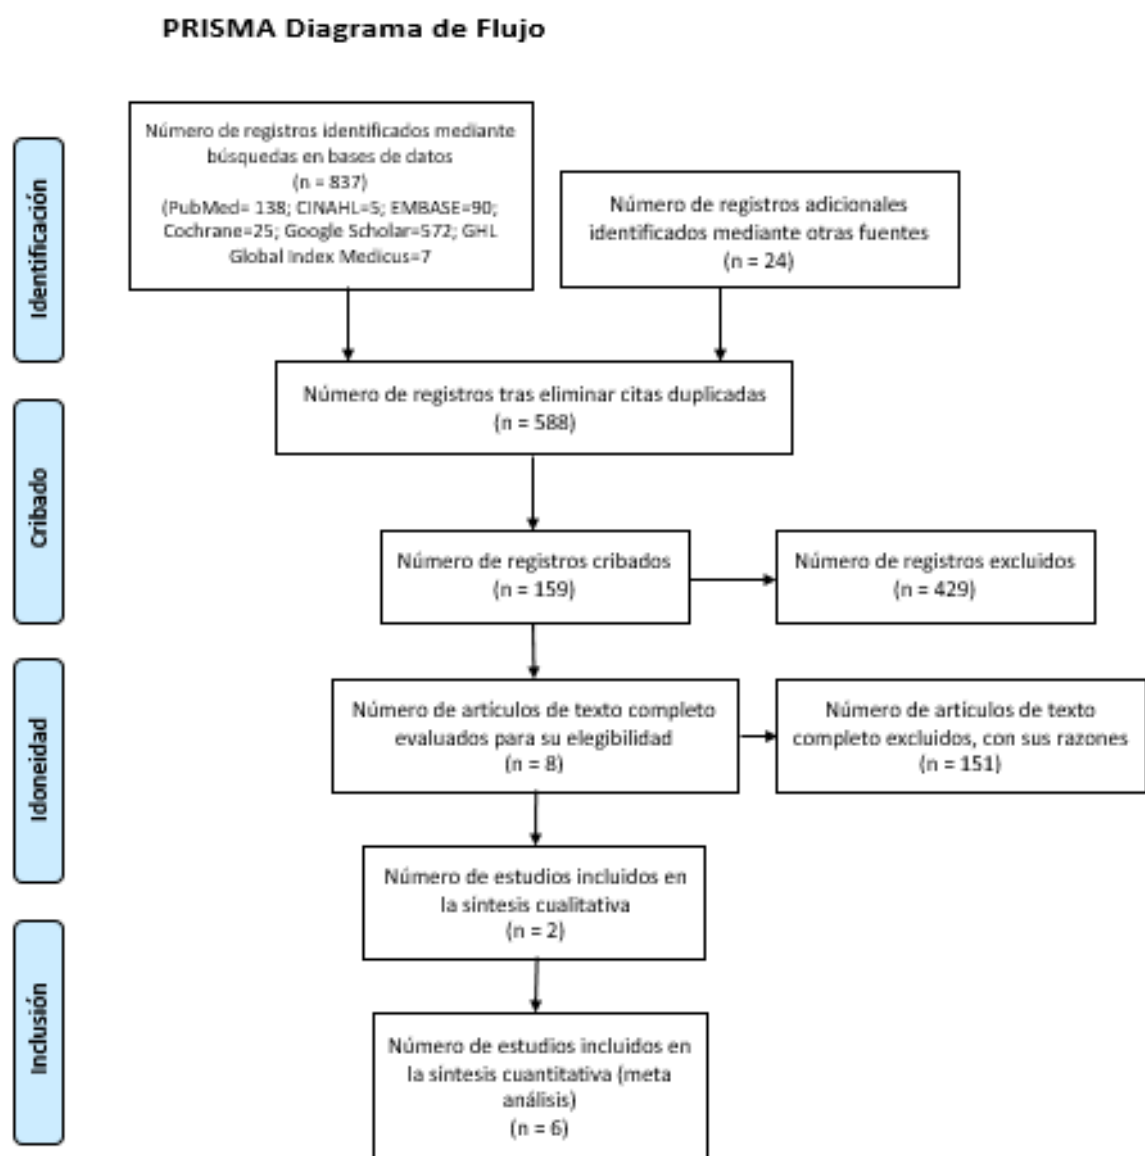 PRISMA Diagrama de Flujo
Identificación
Número de registros identificados mediante
búsquedas en bases de datos
(n = 837)
(PubMed= 138; CINAHL=5; EMBASE=90;
Cochrane=25; Google Scholar=572; GHL
Global Index Medicus=7
Número de registros adicionales
identificados mediante otras fuentes
(n = 24)
Número de registros tras eliminar citas duplicadas
(n = 588)
Cribado
Número de registros cribados
(n = 159)
Número de registros excluidos
(n = 429)
Idoneidad
Número de artículos de texto completo
evaluados para su elegibilidad
(n = 8)
Número de artículos de texto
completo excluidos, con sus razones
(n = 151)
Número de estudios incluidos en
la síntesis cualitativa
(n = 2)
Inclusión
Número de estudios incluidos en
la síntesis cuantitativa (meta
análisis)
(n = 6)